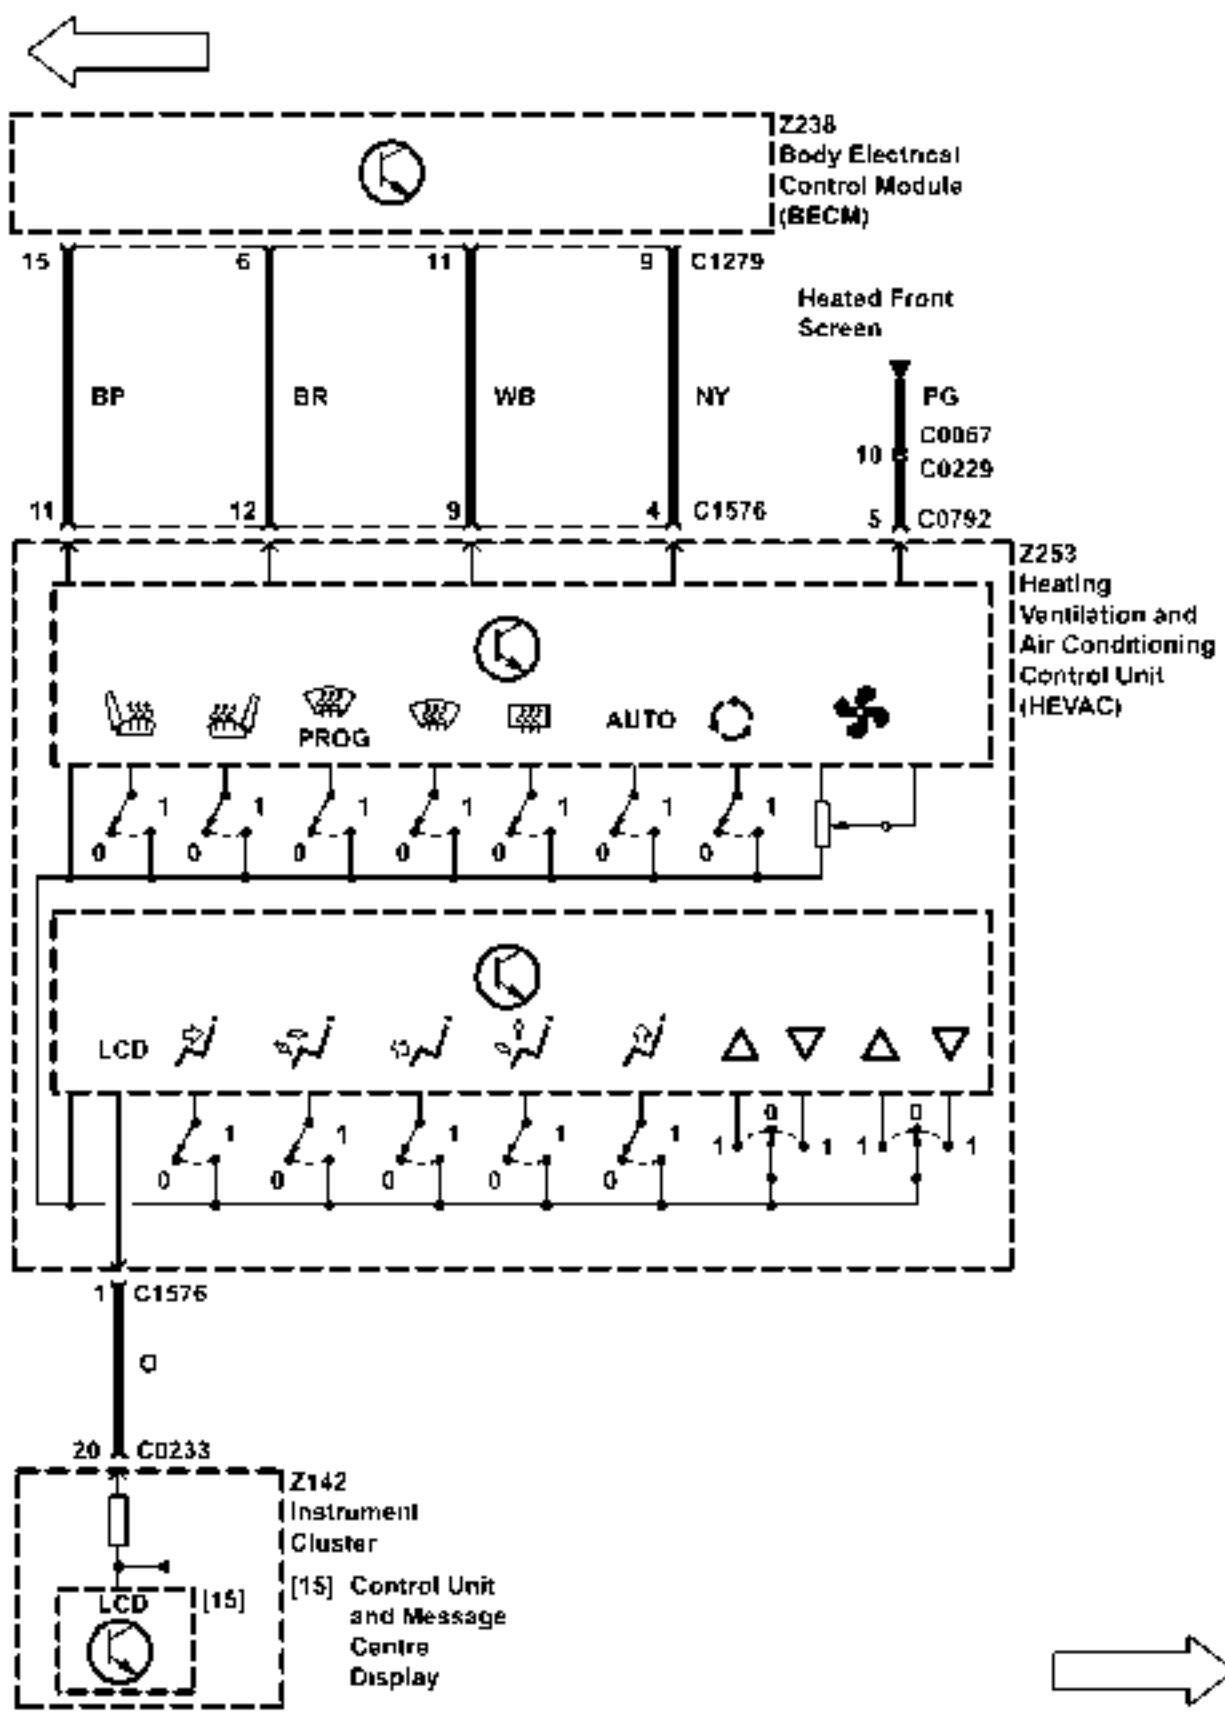 Z238
Body Electrical
Control Module
(BECM)
15 6 11 9 C1279
Heated Front
Screen
BP BR WB NY PG
C0067
10
C0229
11 12 9 4 C1576 5 C0792
Z253
Heating
Ventilation and
Air Conditioning
Control Unit
(HEVAC)
PROG AUTO
1 1 1 1 1 1 1
0 0 0 0 0 0 0
LCD
0 0
1 1 1 1 1 1 1 1 1
0 0 0 0 0
1 C1576
O
20 C0233
Z142
Instrument
Cluster
LCD [15]
[15] Control Unit
and Message
Centre
Display